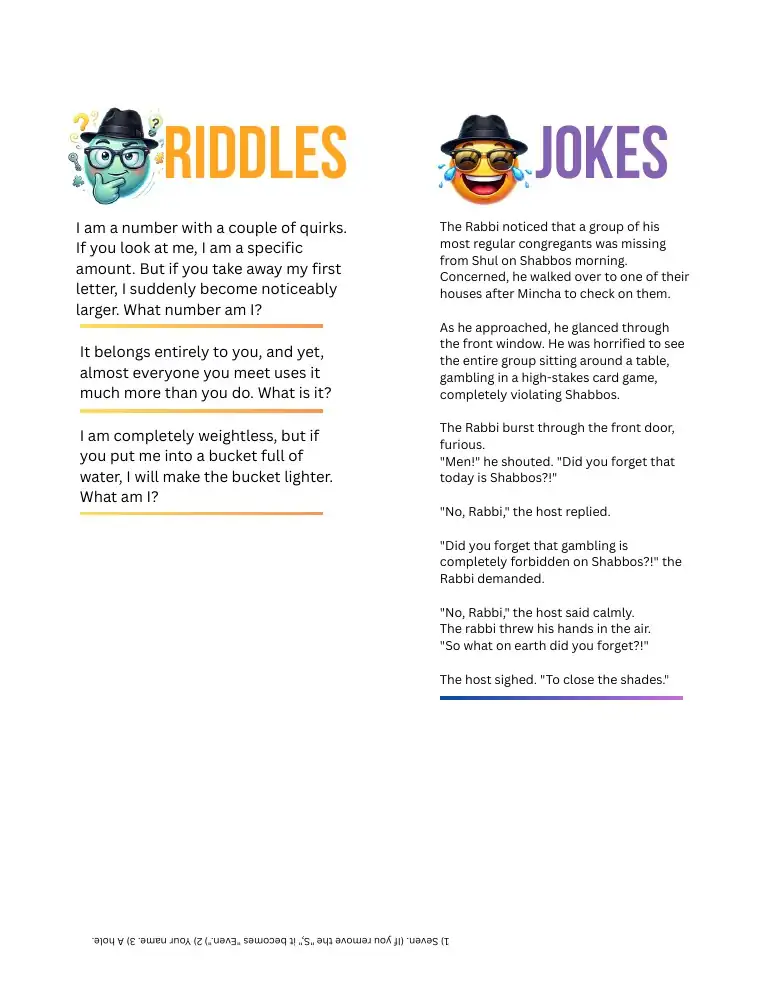 RIDDLES
I am a number with a couple of quirks.
If you look at me, I am a specific
amount. But if you take away my first
letter, I suddenly become noticeably
larger. What number am I?
It belongs entirely to you, and yet,
almost everyone you meet uses it
much more than you do. What is it?
I am completely weightless, but if
you put me into a bucket full of
water, I will make the bucket lighter.
What am I?
JOKES
The Rabbi noticed that a group of his
most regular congregants was missing
from Shul on Shabbos morning.
Concerned, he walked over to one of their
houses after Mincha to check on them.
As he approached, he glanced through
the front window. He was horrified to see
the entire group sitting around a table,
gambling in a high-stakes card game,
completely violating Shabbos.
The Rabbi burst through the front door,
furious.
"Men!" he shouted. "Did you forget that
today is Shabbos?!"
"No, Rabbi," the host replied.
"Did you forget that gambling is
completely forbidden on Shabbos?!" the
Rabbi demanded.
"No, Rabbi," the host said calmly.
The rabbi threw his hands in the air.
"So what on earth did you forget?!"
The host sighed. "To close the shades."
1) Seven. (If you remove the "S," it becomes "Even.") 2) Your name. 3) A hole.